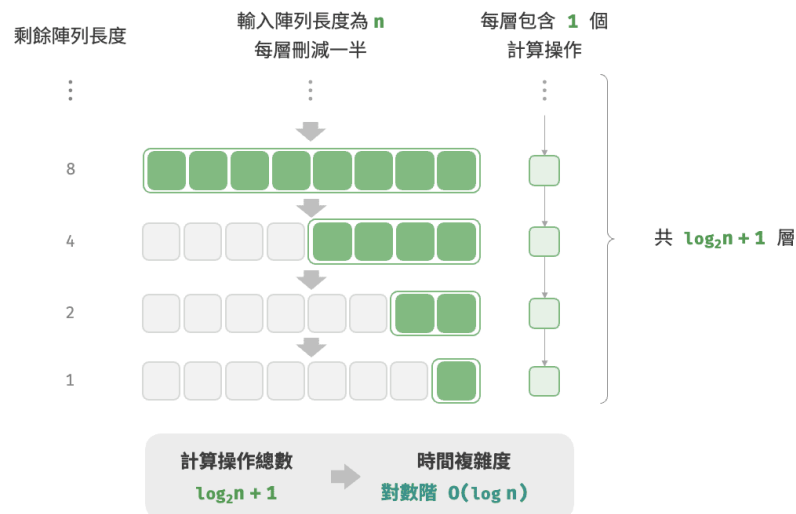 剩餘陣列長度
輸入陣列長度為 n
每層刪減一半
每層包含 1 個
計算操作
8
4
2
1
共 log₂n + 1 層
計算操作總數
log₂n + 1
時間複雜度
對數階 O(log n)